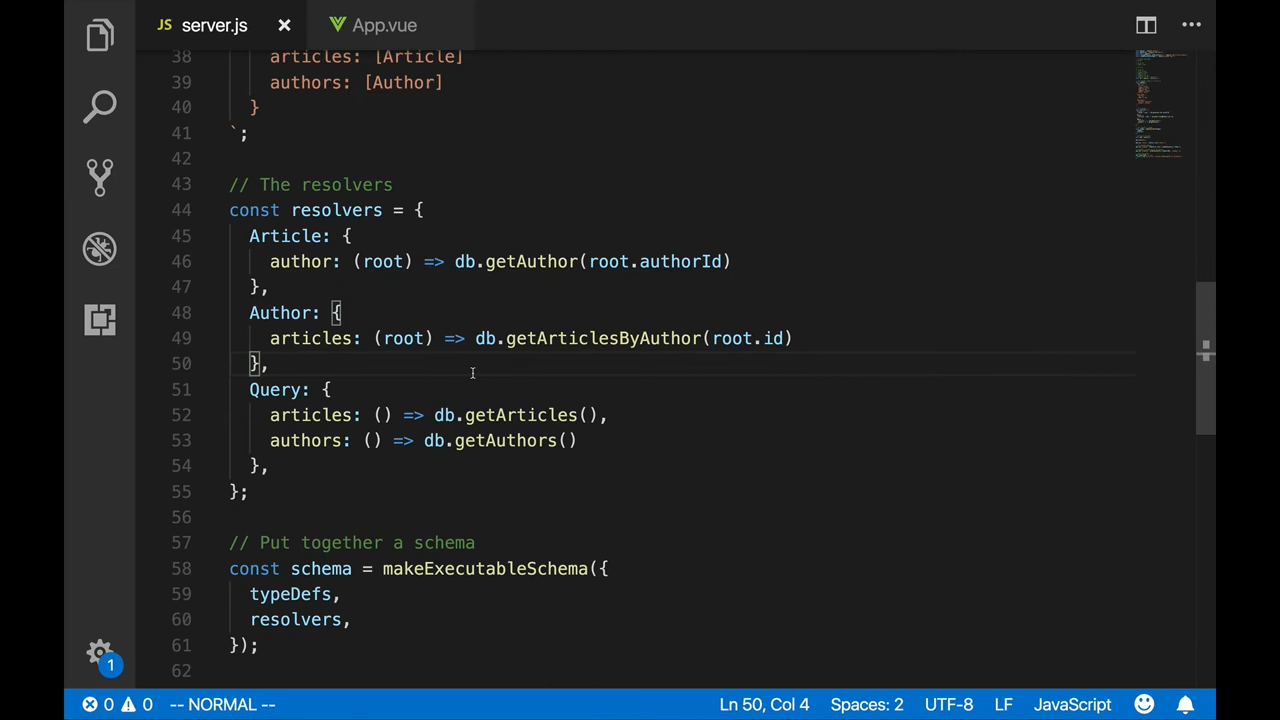 JS server.js × App.vue
38 articles: [Article]
39 authors: [Author]
40 }
41 `;
42
43 // The resolvers
44 const resolvers = {
45 Article: {
46 author: (root) => db.getAuthor(root.authorId)
47 },
48 Author: {
49 articles: (root) => db.getArticlesByAuthor(root.id)
50 },
51 Query: {
52 articles: () => db.getArticles(),
53 authors: () => db.getAuthors()
54 },
55 };
56
57 // Put together a schema
58 const schema = makeExecutableSchema({
59 typeDefs,
60 resolvers,
61 });
62
1
0 0 -- NORMAL -- Ln 50, Col 4 Spaces: 2 UTF-8 LF JavaScript